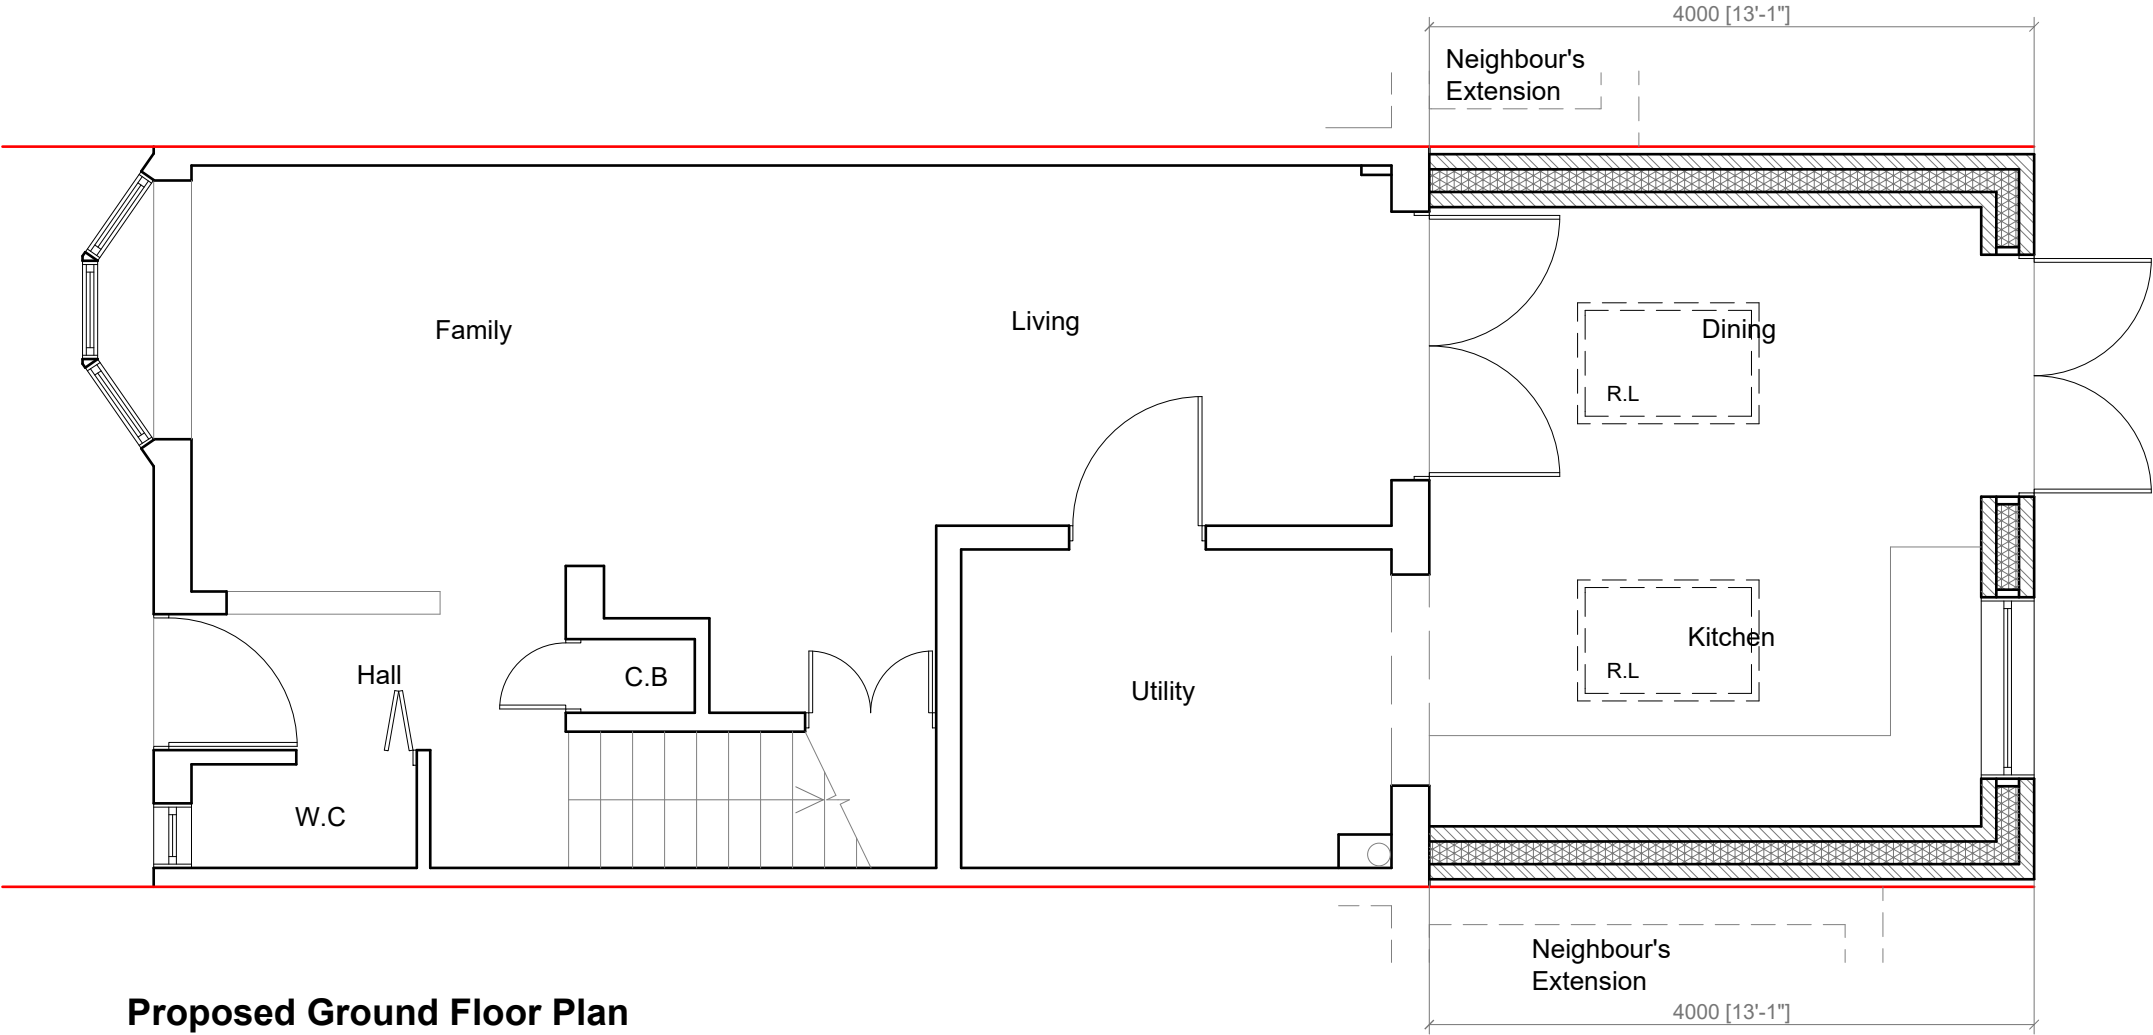 4000 [13'-1"]
Neighbour's
Extension
Family
Living
Dining
R.L
Kitchen
R.L
Hall
C.B
Utility
W.C
Neighbour's
Extension
4000 [13'-1"]
Proposed Ground Floor Plan